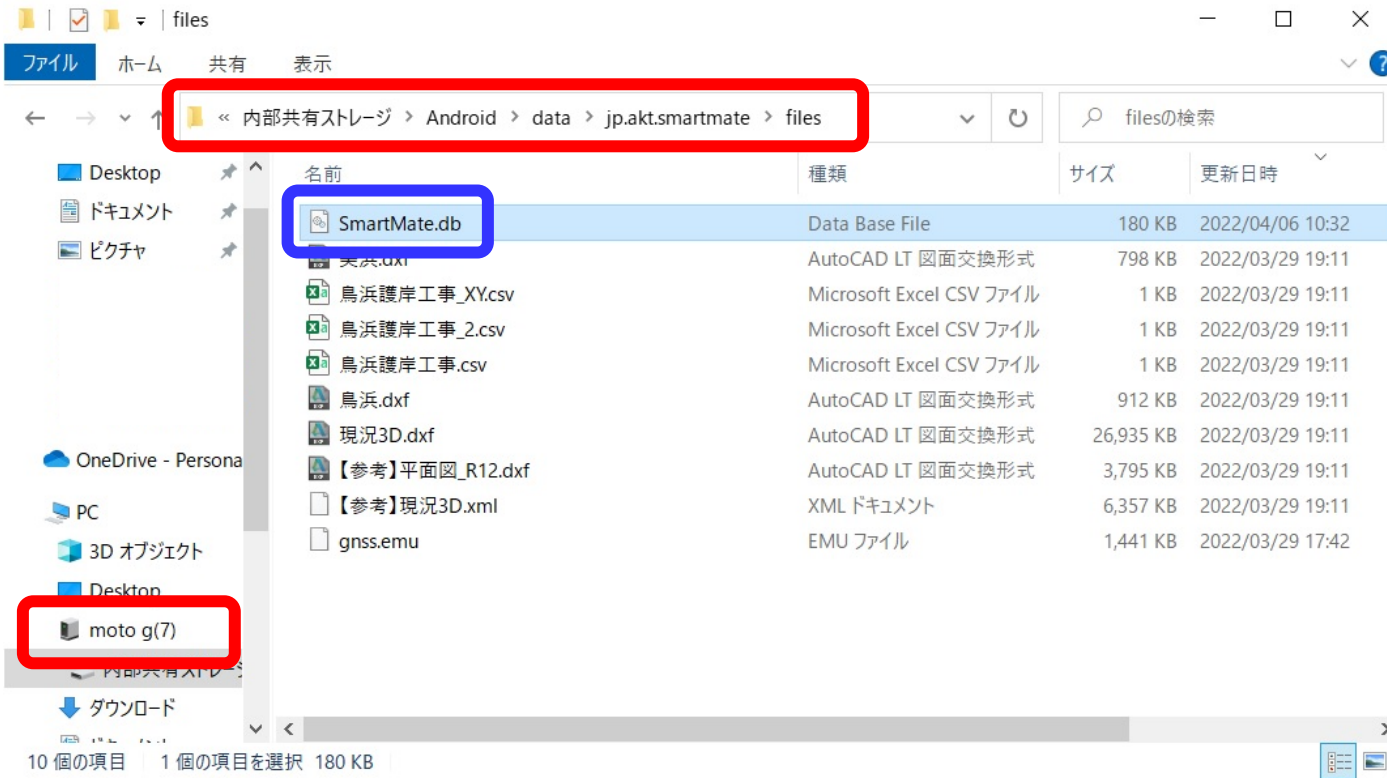 files
ファイル ホーム 共有 表示
« 内部共有ストレージ > Android > data > jp.akt.smartmate > files
filesの検索
Desktop
ドキュメント
ピクチャ
OneDrive - Persona
PC
3D オブジェクト
Desktop
moto g(7)
内部共有ストレージ
ダウンロード
名前 種類 サイズ 更新日時
SmartMate.db Data Base File 180 KB 2022/04/06 10:32
美浜.dxf AutoCAD LT 図面交換形式 798 KB 2022/03/29 19:11
鳥浜護岸工事_XY.csv Microsoft Excel CSV ファイル 1 KB 2022/03/29 19:11
鳥浜護岸工事_2.csv Microsoft Excel CSV ファイル 1 KB 2022/03/29 19:11
鳥浜護岸工事.csv Microsoft Excel CSV ファイル 1 KB 2022/03/29 19:11
鳥浜.dxf AutoCAD LT 図面交換形式 912 KB 2022/03/29 19:11
現況3D.dxf AutoCAD LT 図面交換形式 26,935 KB 2022/03/29 19:11
【参考】平面図_R12.dxf AutoCAD LT 図面交換形式 3,795 KB 2022/03/29 19:11
【参考】現況3D.xml XML ドキュメント 6,357 KB 2022/03/29 19:11
gnss.emu EMU ファイル 1,441 KB 2022/03/29 17:42
10 個の項目 1 個の項目を選択 180 KB